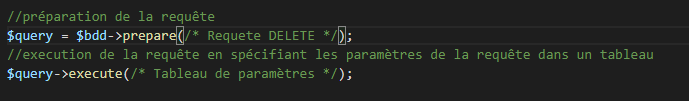 //préparation de la requête
$query = $bdd->prepare(/* Requete DELETE */);
//execution de la requête en spécifiant les paramètres de la requête dans un tableau
$query->execute(/* Tableau de paramètres */);